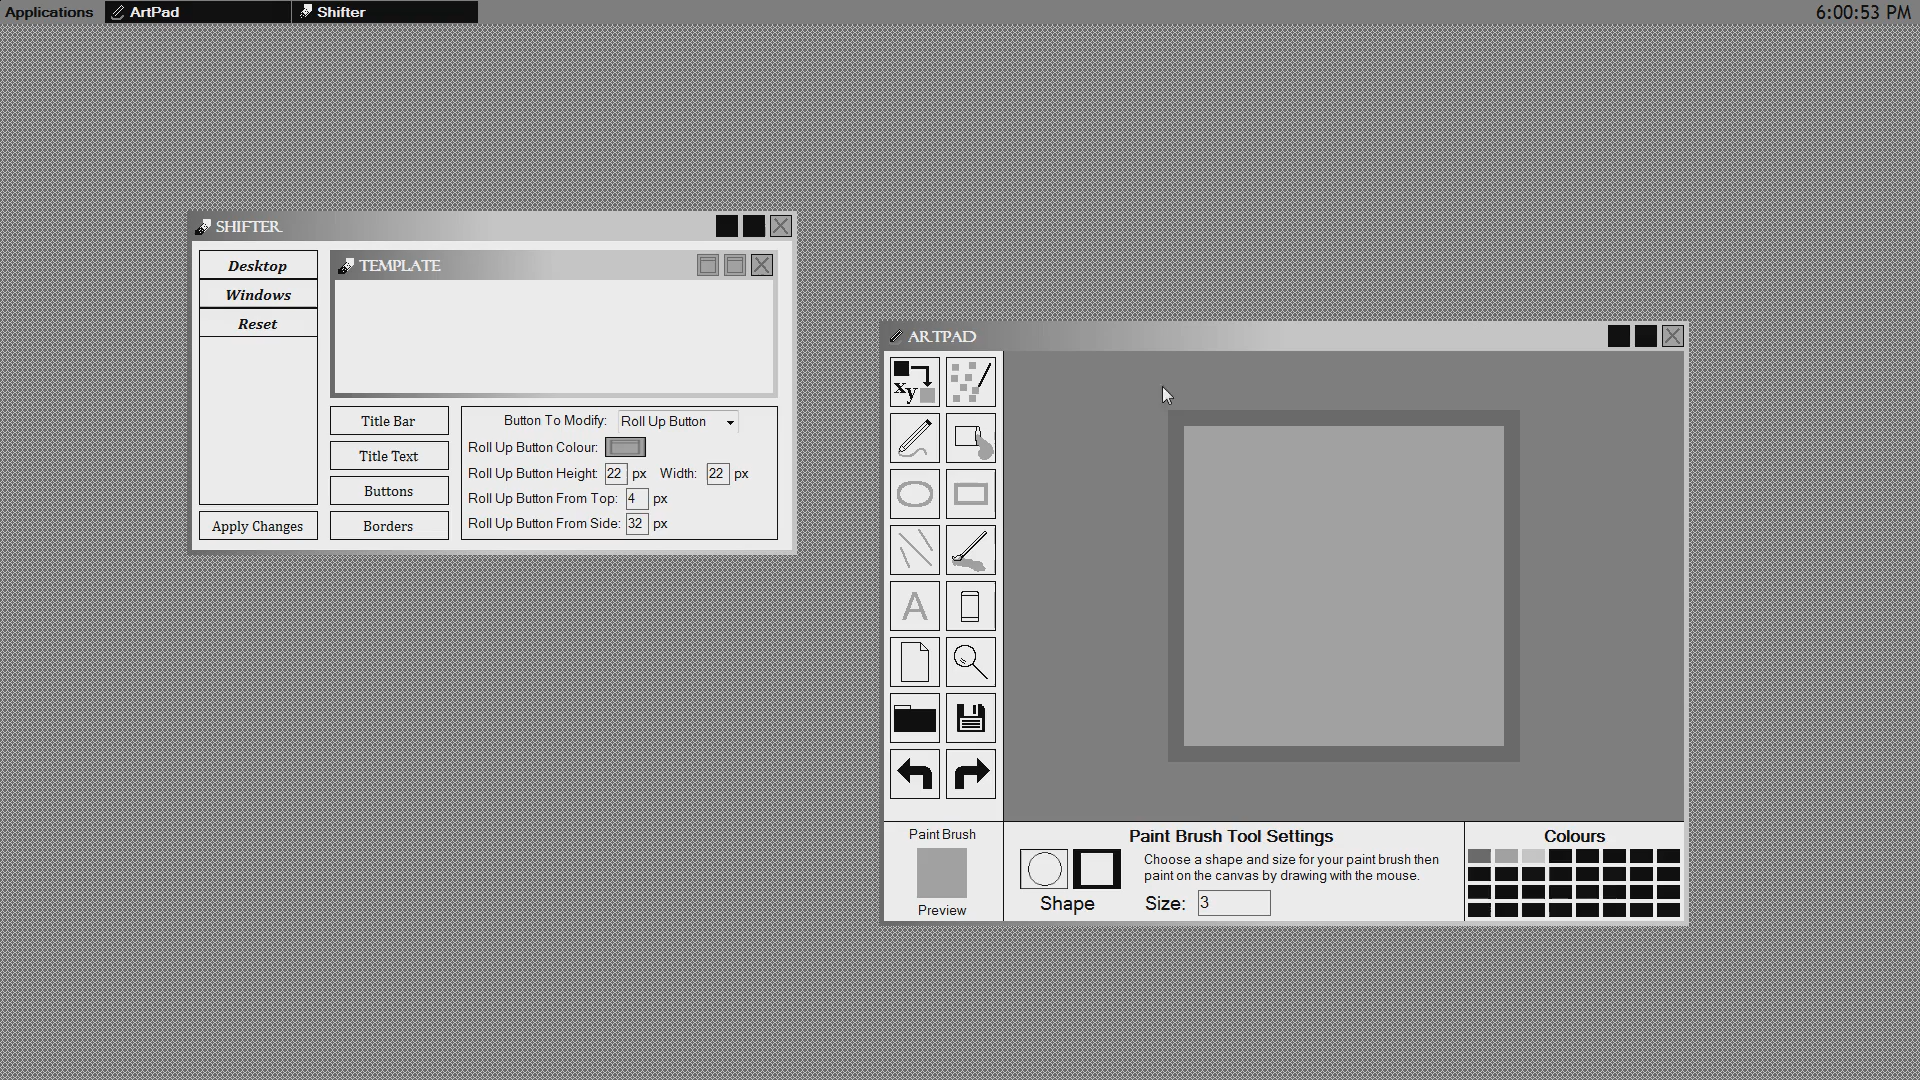 Applications
ArtPad
Shifter
6:00:53 PM
SHIFTER
Desktop
Windows
Reset
Apply Changes
TEMPLATE
Title Bar
Title Text
Buttons
Borders
Button To Modify: Roll Up Button
Roll Up Button Colour:
Roll Up Button Height: 22 px Width: 22 px
Roll Up Button From Top: 4 px
Roll Up Button From Side: 32 px
ARTPAD
xy
A
Paint Brush
Preview
Paint Brush Tool Settings
Choose a shape and size for your paint brush then
paint on the canvas by drawing with the mouse.
Shape
Size: 3
Colours